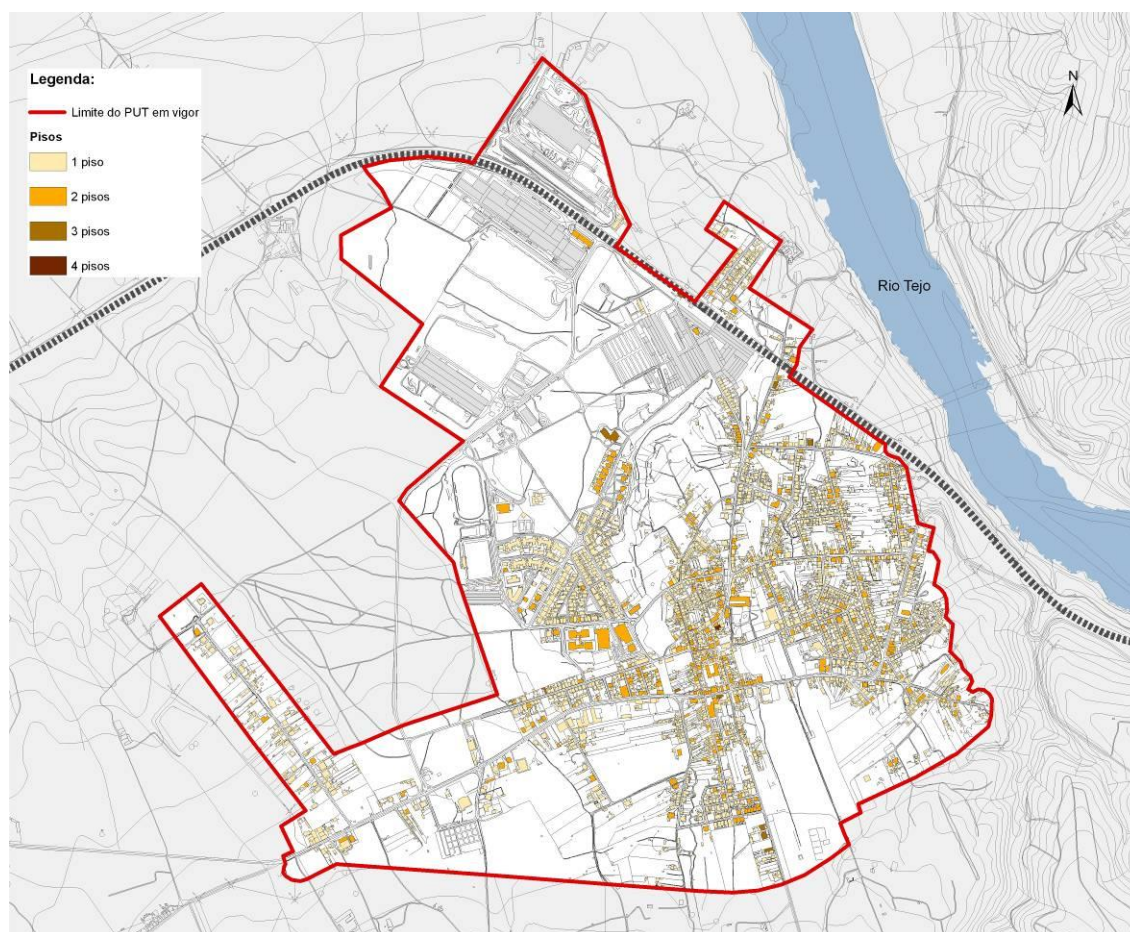 Legenda:
Limite do PUT em vigor
Pisos
1 piso
2 pisos
3 pisos
4 pisos
N
Rio Tejo